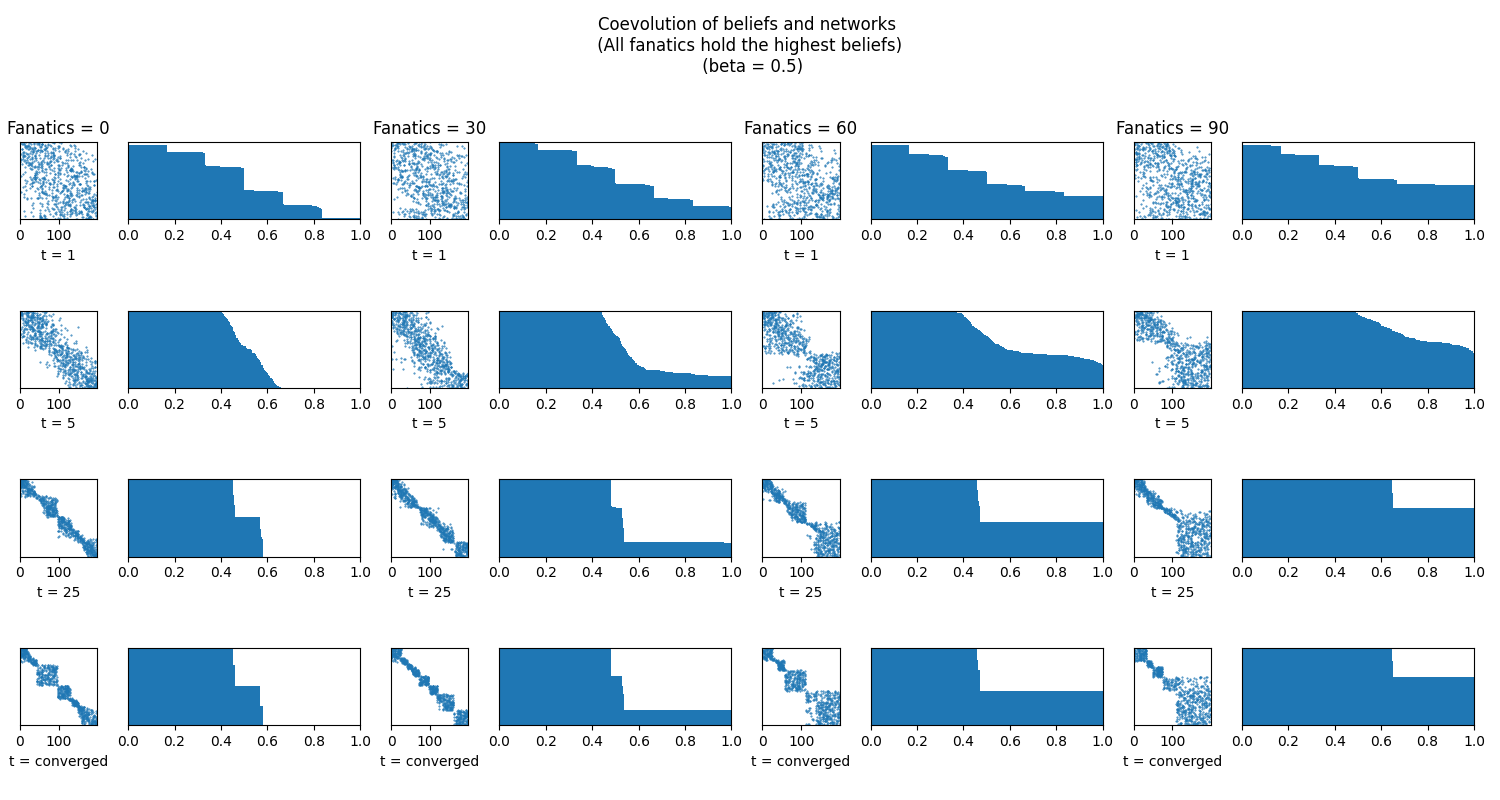 Coevolution of beliefs and networks
(All fanatics hold the highest beliefs)
(beta = 0.5)
Fanatics = 0 Fanatics = 30 Fanatics = 60 Fanatics = 90
0 100 0.0 0.2 0.4 0.6 0.8 1.0 0 100 0.0 0.2 0.4 0.6 0.8 1.0 0 100 0.0 0.2 0.4 0.6 0.8 1.0 0 100 0.0 0.2 0.4 0.6 0.8 1.0
t = 1 t = 1 t = 1 t = 1
0 100 0.0 0.2 0.4 0.6 0.8 1.0 0 100 0.0 0.2 0.4 0.6 0.8 1.0 0 100 0.0 0.2 0.4 0.6 0.8 1.0 0 100 0.0 0.2 0.4 0.6 0.8 1.0
t = 5 t = 5 t = 5 t = 5
0 100 0.0 0.2 0.4 0.6 0.8 1.0 0 100 0.0 0.2 0.4 0.6 0.8 1.0 0 100 0.0 0.2 0.4 0.6 0.8 1.0 0 100 0.0 0.2 0.4 0.6 0.8 1.0
t = 25 t = 25 t = 25 t = 25
0 100 0.0 0.2 0.4 0.6 0.8 1.0 0 100 0.0 0.2 0.4 0.6 0.8 1.0 0 100 0.0 0.2 0.4 0.6 0.8 1.0 0 100 0.0 0.2 0.4 0.6 0.8 1.0
t = converged t = converged t = converged t = converged